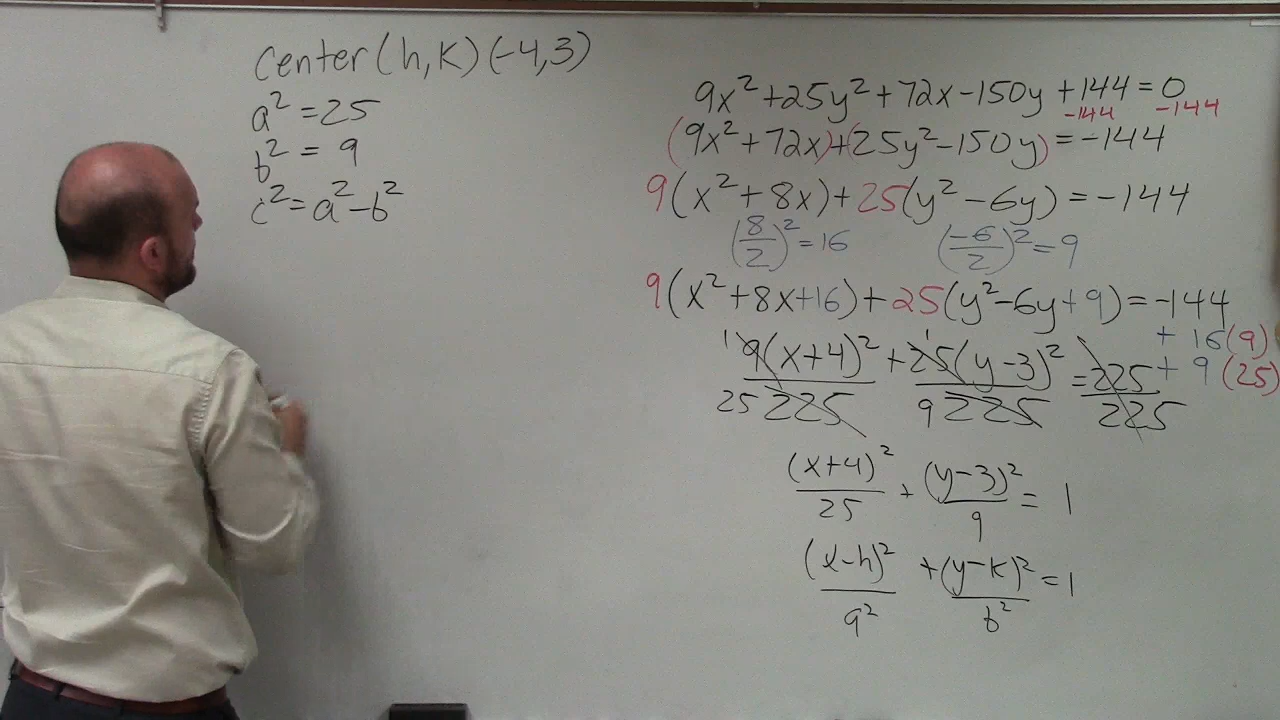 center (h,k) (-4,3)
a² = 25
b² = 9
c² = a² - b²
9x² + 25y² + 72x - 150y + 144 = 0
-144 -144
(9x² + 72x) + (25y² - 150y) = -144
9(x² + 8x) + 25(y² - 6y) = -144
(8/2)² = 16 (-6/2)² = 9
9(x² + 8x + 16) + 25(y² - 6y + 9) = -144
+ 16(9)
+ 9(25)
1 9(x+4)² + 1 25(y-3)² = 225
25 225 9 225 225
(x+4)²/25 + (y-3)²/9 = 1
(x-h)²/a² + (y-k)²/b² = 1